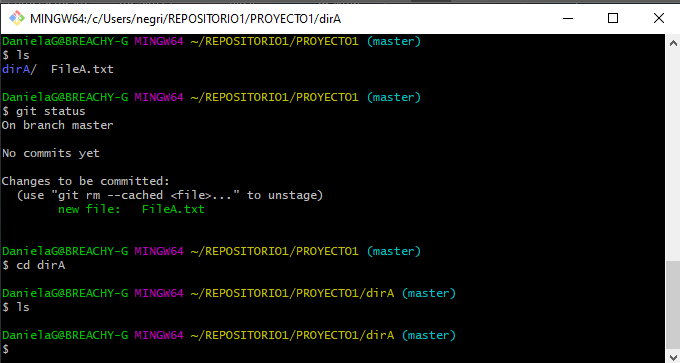 MINGW64:/c/Users/negri/REPOSITORIO1/PROYECTO1/dirA
DanielaG@BREACHY-G MINGW64 ~/REPOSITORIO1/PROYECTO1 (master)
$ ls
dirA/  FileA.txt
DanielaG@BREACHY-G MINGW64 ~/REPOSITORIO1/PROYECTO1 (master)
$ git status
On branch master
No commits yet
Changes to be committed:
  (use "git rm --cached <file>..." to unstage)
        new file:   FileA.txt
DanielaG@BREACHY-G MINGW64 ~/REPOSITORIO1/PROYECTO1 (master)
$ cd dirA
DanielaG@BREACHY-G MINGW64 ~/REPOSITORIO1/PROYECTO1/dirA (master)
$ ls
DanielaG@BREACHY-G MINGW64 ~/REPOSITORIO1/PROYECTO1/dirA (master)
$